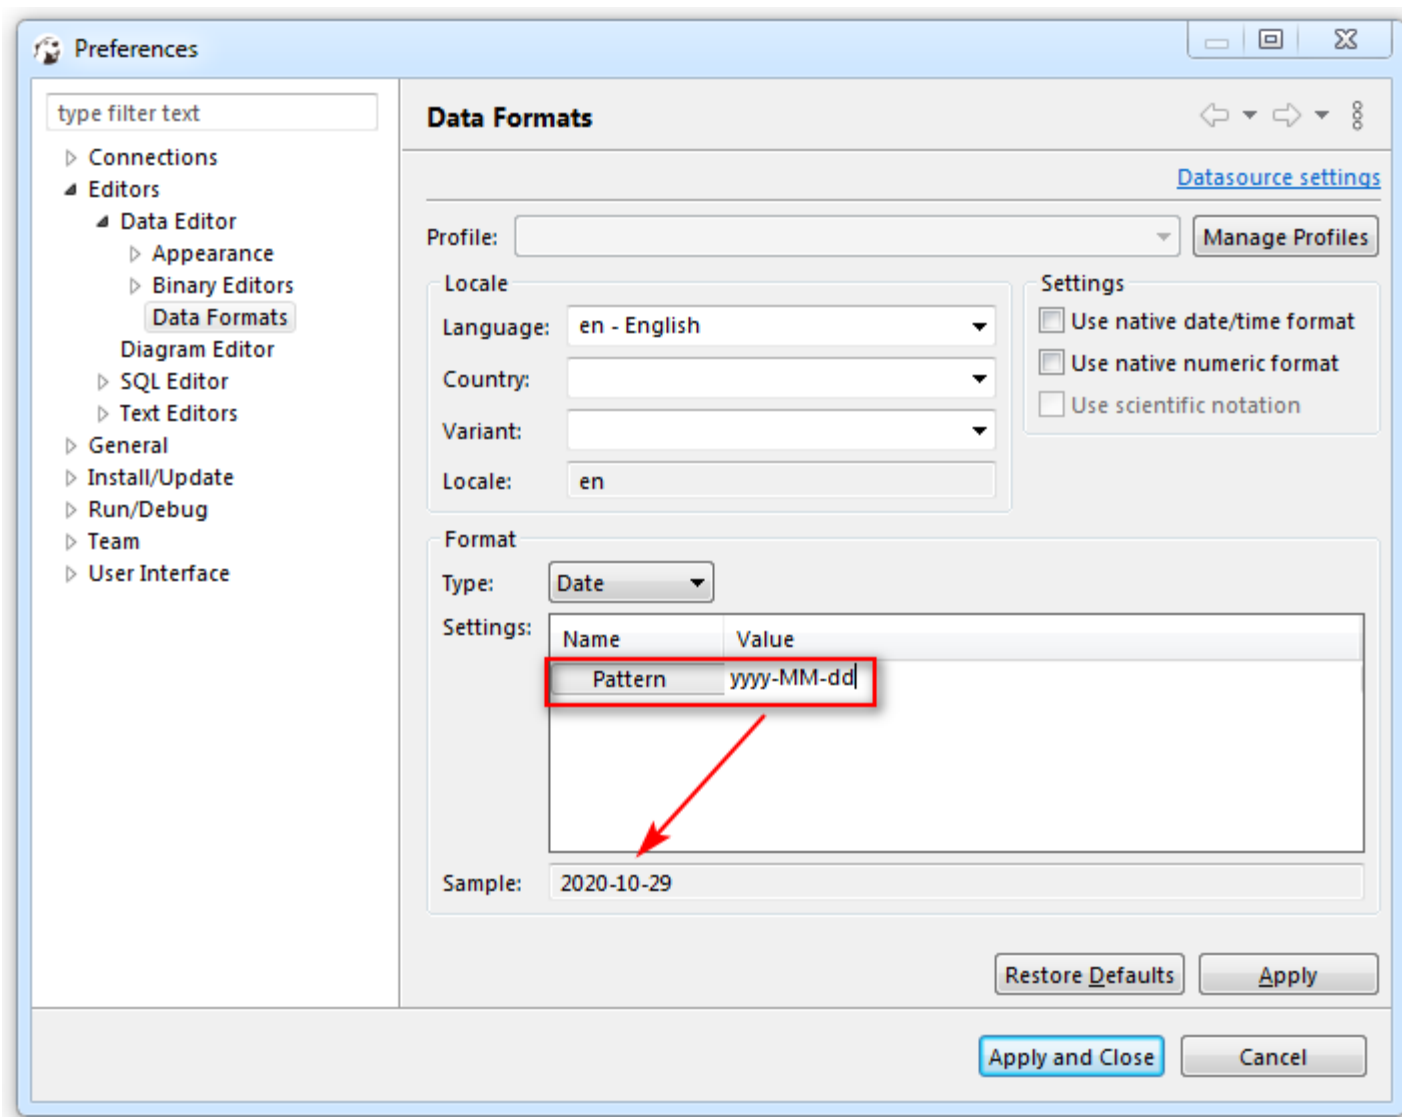 Preferences
type filter text
Connections
Editors
Data Editor
Appearance
Binary Editors
Data Formats
Diagram Editor
SQL Editor
Text Editors
General
Install/Update
Run/Debug
Team
User Interface
Data Formats
Datasource settings
Profile: Manage Profiles
Locale
Language: en - English
Country:
Variant:
Locale: en
Settings
Use native date/time format
Use native numeric format
Use scientific notation
Format
Type: Date
Settings: Name Value
Pattern yyyy-MM-dd
Sample: 2020-10-29
Restore Defaults Apply
Apply and Close Cancel